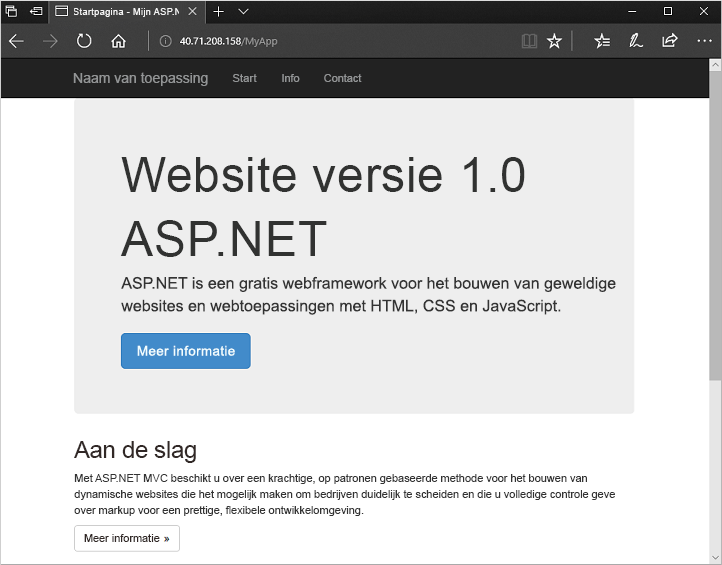 Startpagina - Mijn ASP.N
40.71.208.158/MyApp
Naam van toepassing Start Info Contact
Website versie 1.0
ASP.NET
ASP.NET is een gratis webframework voor het bouwen van geweldige
websites en webtoepassingen met HTML, CSS en JavaScript.
Meer informatie
Aan de slag
Met ASP.NET MVC beschikt u over een krachtige, op patronen gebaseerde methode voor het bouwen van
dynamische websites die het mogelijk maken om bedrijven duidelijk te scheiden en die u volledige controle geve
over markup voor een prettige, flexibele ontwikkelomgeving.
Meer informatie »